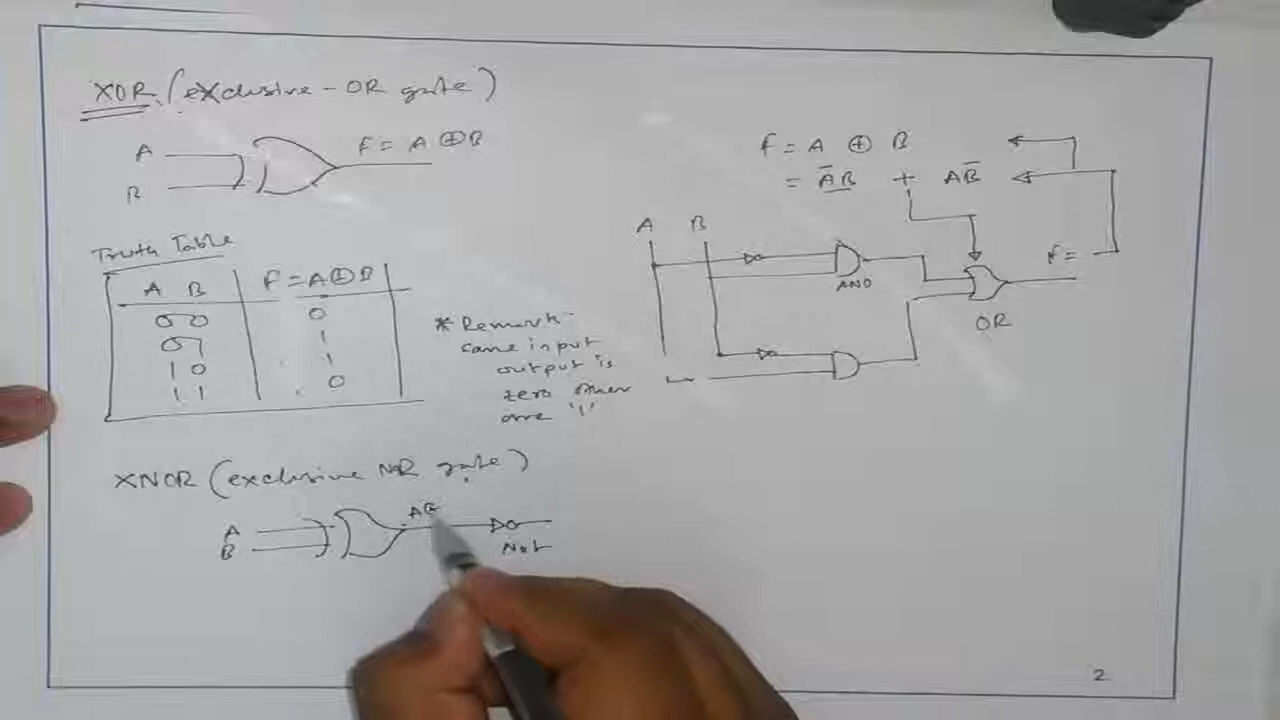 XOR (exclusive - OR gate)
A
B
F = A ⊕ B
Truth Table
A B F = A ⊕ B
0 0 0
0 1 1
1 0 1
1 1 0
* Remark-
same input
output is
zero other
one '1'
f = A ⊕ B
= A̅B + AB̅
A B
AND
OR
F =
XNOR (exclusive NOR gate)
A
B
A⊕
Not
2